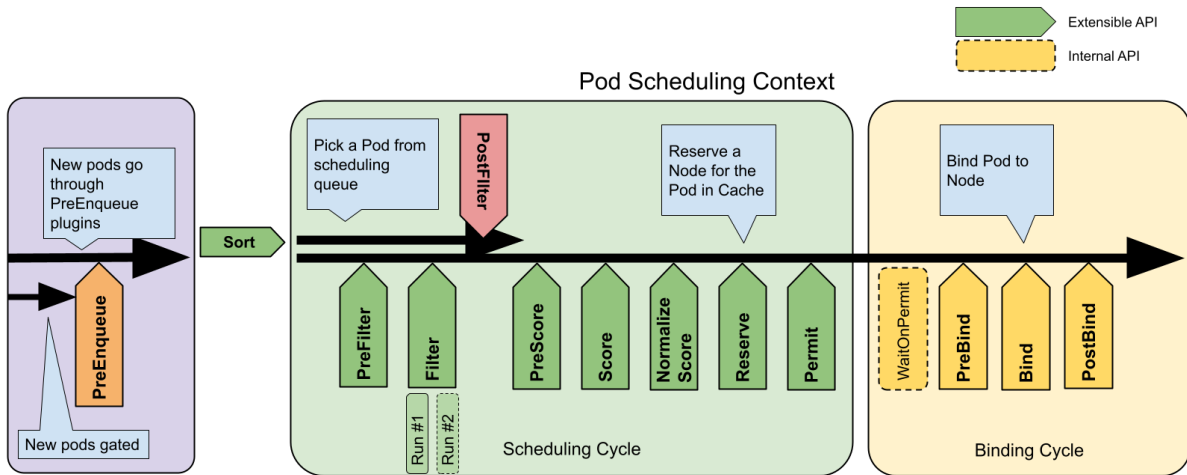 Extensible API
Internal API
Pod Scheduling Context
New pods go
through
PreEnqueue
plugins
PreEnqueue
New pods gated
Sort
Pick a Pod from
scheduling
queue
PostFIlter
Reserve a
Node for the
Pod in Cache
PreFilter
Filter
Run #1
Run #2
PreScore
Score
Normalize
Score
Reserve
Permit
Scheduling Cycle
Bind Pod to
Node
WaitOnPermit
PreBind
Bind
PostBind
Binding Cycle